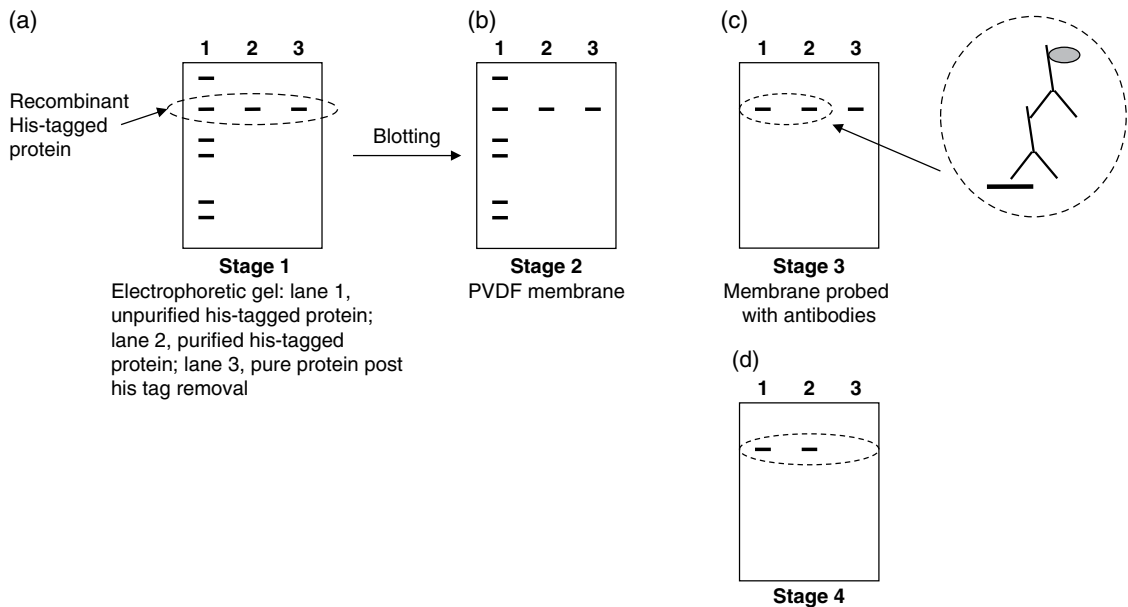 (a)
1 2 3
Recombinant
His-tagged
protein
Stage 1
Electrophoretic gel: lane 1,
unpurified his-tagged protein;
lane 2, purified his-tagged
protein; lane 3, pure protein post
his tag removal
Blotting
(b)
1 2 3
Stage 2
PVDF membrane
(c)
1 2 3
Stage 3
Membrane probed
with antibodies
(d)
1 2 3
Stage 4